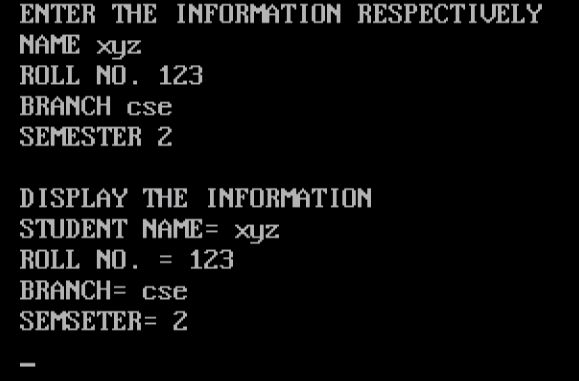 ENTER THE INFORMATION RESPECTIVELY
NAME xyz
ROLL NO. 123
BRANCH cse
SEMESTER 2
DISPLAY THE INFORMATION
STUDENT NAME= xyz
ROLL NO. = 123
BRANCH= cse
SEMSETER= 2